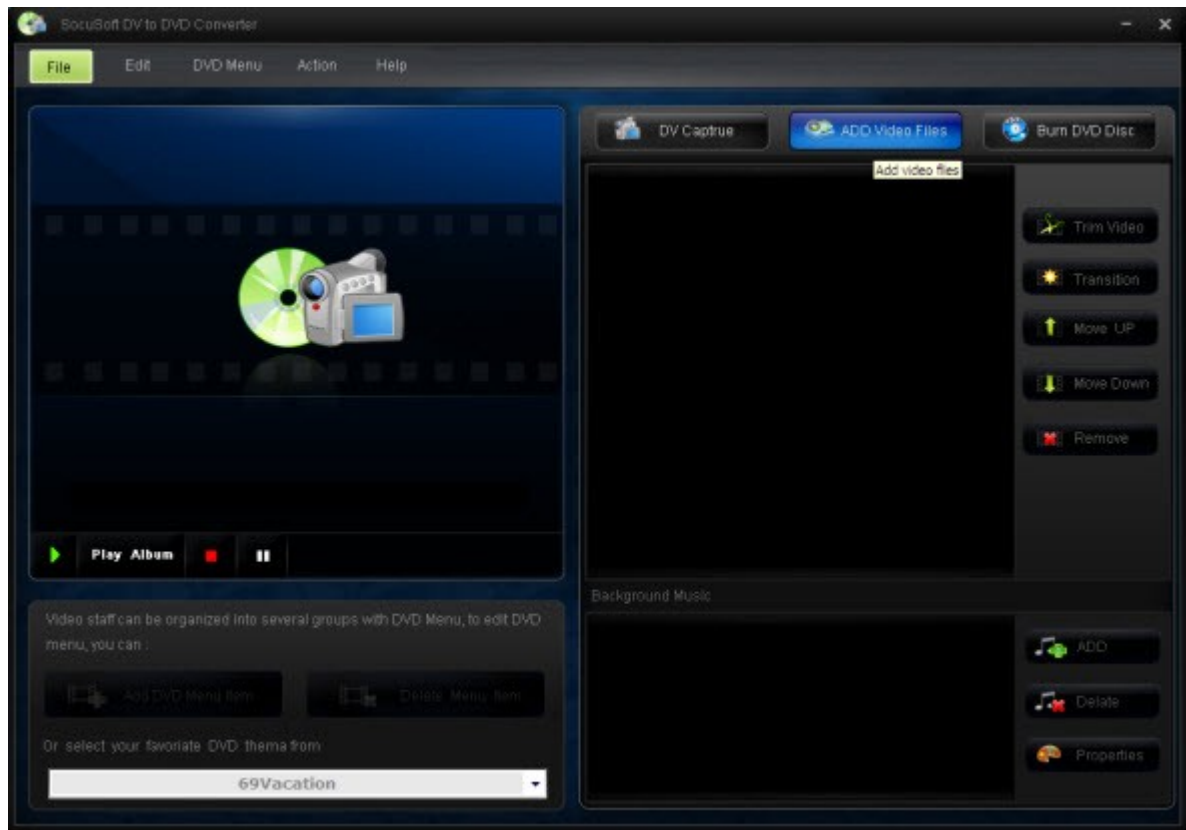 SocuSoft DV to DVD Converter
File Edit DVD Menu Action Help
DV Captrue ADD Video Files Burn DVD Disc
Add video files
Trim Video
Transition
Move UP
Move Down
Remove
Play Album
Background Music
Video staff can be organized into several groups with DVD Menu, to edit DVD
menu, you can :
Add DVD Menu Item Delete Menu Item
Or select your favoriate DVD thema from
69Vacation
ADD
Delate
Properties